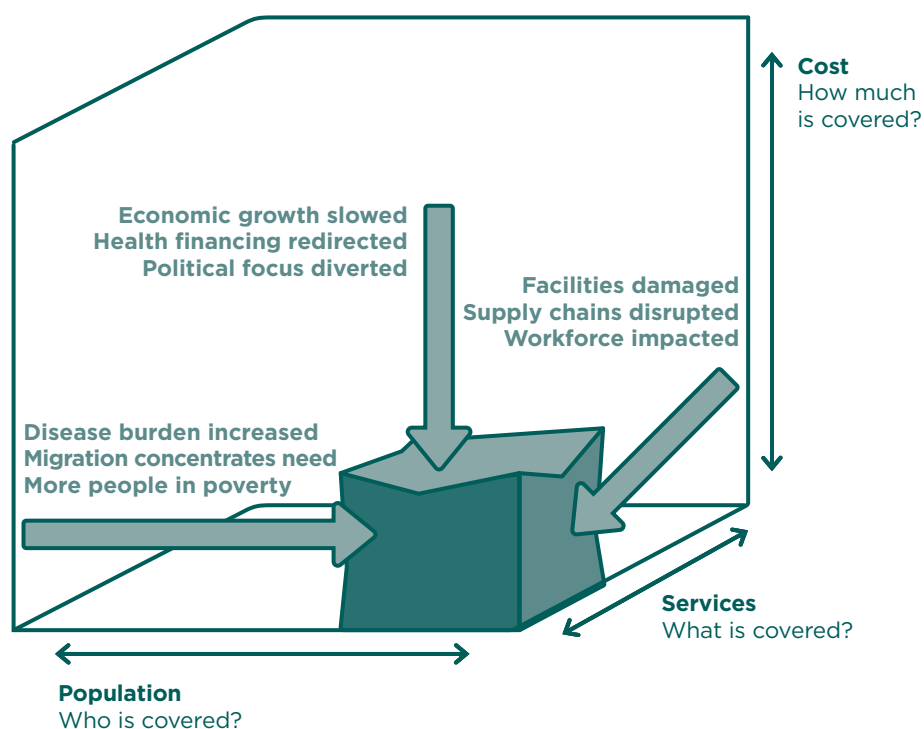 Cost
How much
is covered?
Economic growth slowed
Health financing redirected
Political focus diverted
Facilities damaged
Supply chains disrupted
Workforce impacted
Disease burden increased
Migration concentrates need
More people in poverty
Services
What is covered?
Population
Who is covered?